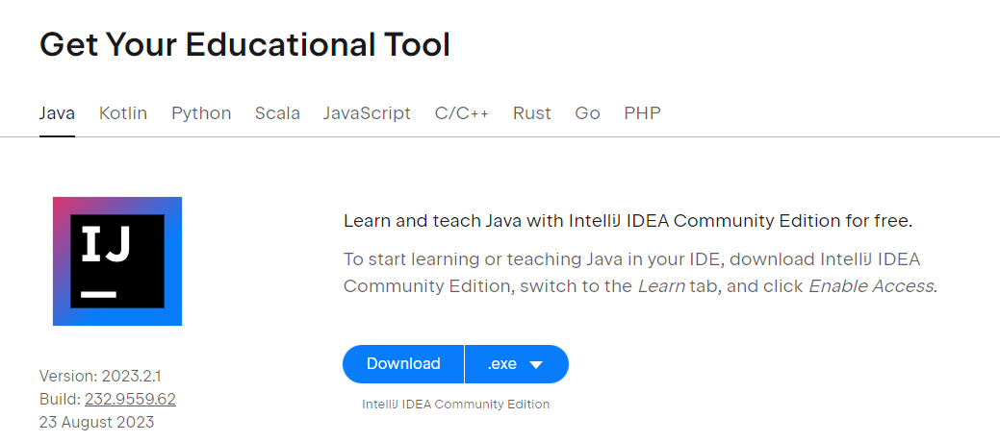 Get Your Educational Tool
Java Kotlin Python Scala JavaScript C/C++ Rust Go PHP
IJ
Learn and teach Java with IntelliJ IDEA Community Edition for free.
To start learning or teaching Java in your IDE, download IntelliJ IDEA
Community Edition, switch to the Learn tab, and click Enable Access.
Download .exe
IntelliJ IDEA Community Edition
Version: 2023.2.1
Build: 232.9559.62
23 August 2023